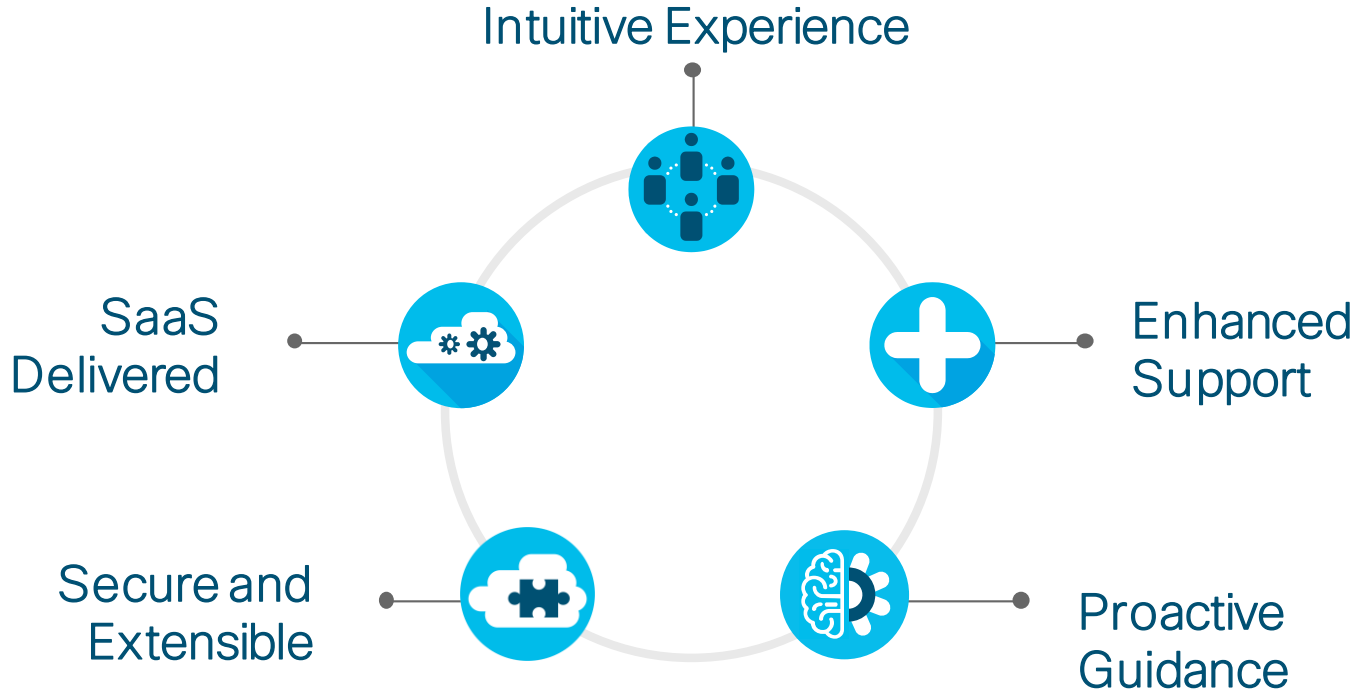 Intuitive Experience
SaaS
Delivered
Enhanced
Support
Secure and
Extensible
Proactive
Guidance